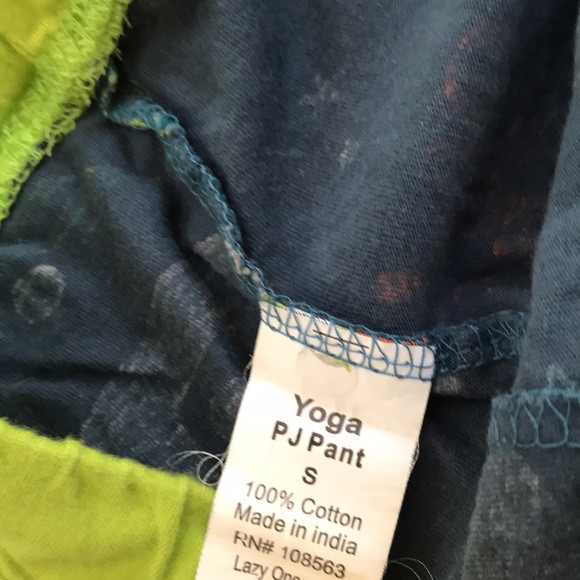 Yoga
PJ Pant
S
100% Cotton
Made in india
RN# 108563
Lazy One